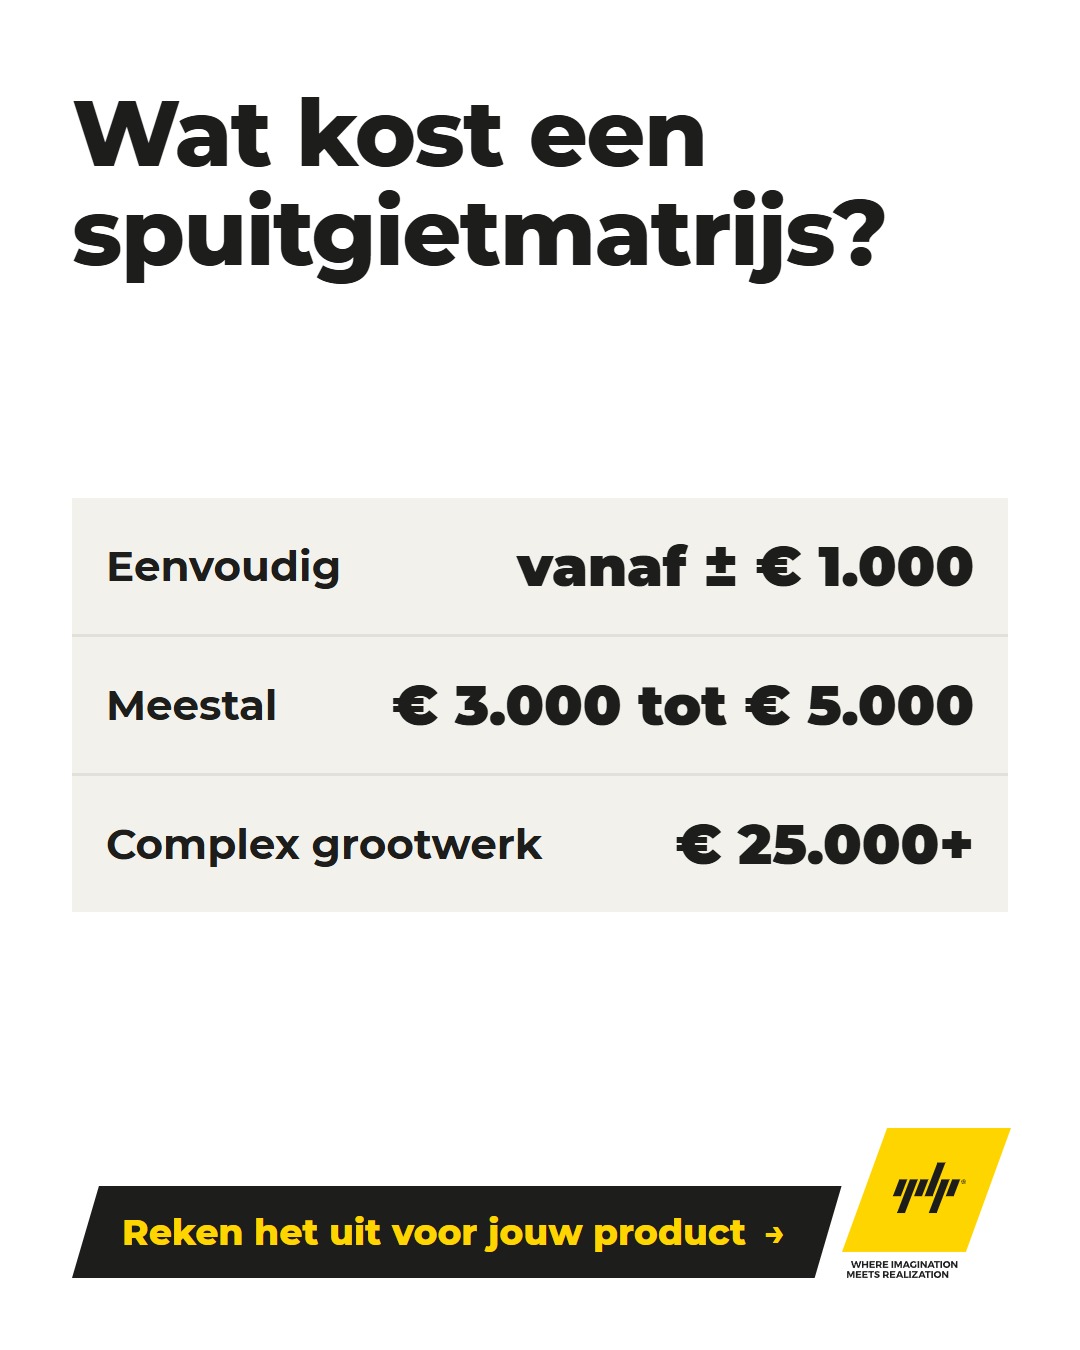 Wat kost een
spuitgietmatrijs?
Eenvoudig vanaf ± € 1.000
Meestal € 3.000 tot € 5.000
Complex grootwerk € 25.000+
Reken het uit voor jouw product →
WHERE IMAGINATION
MEETS REALIZATION